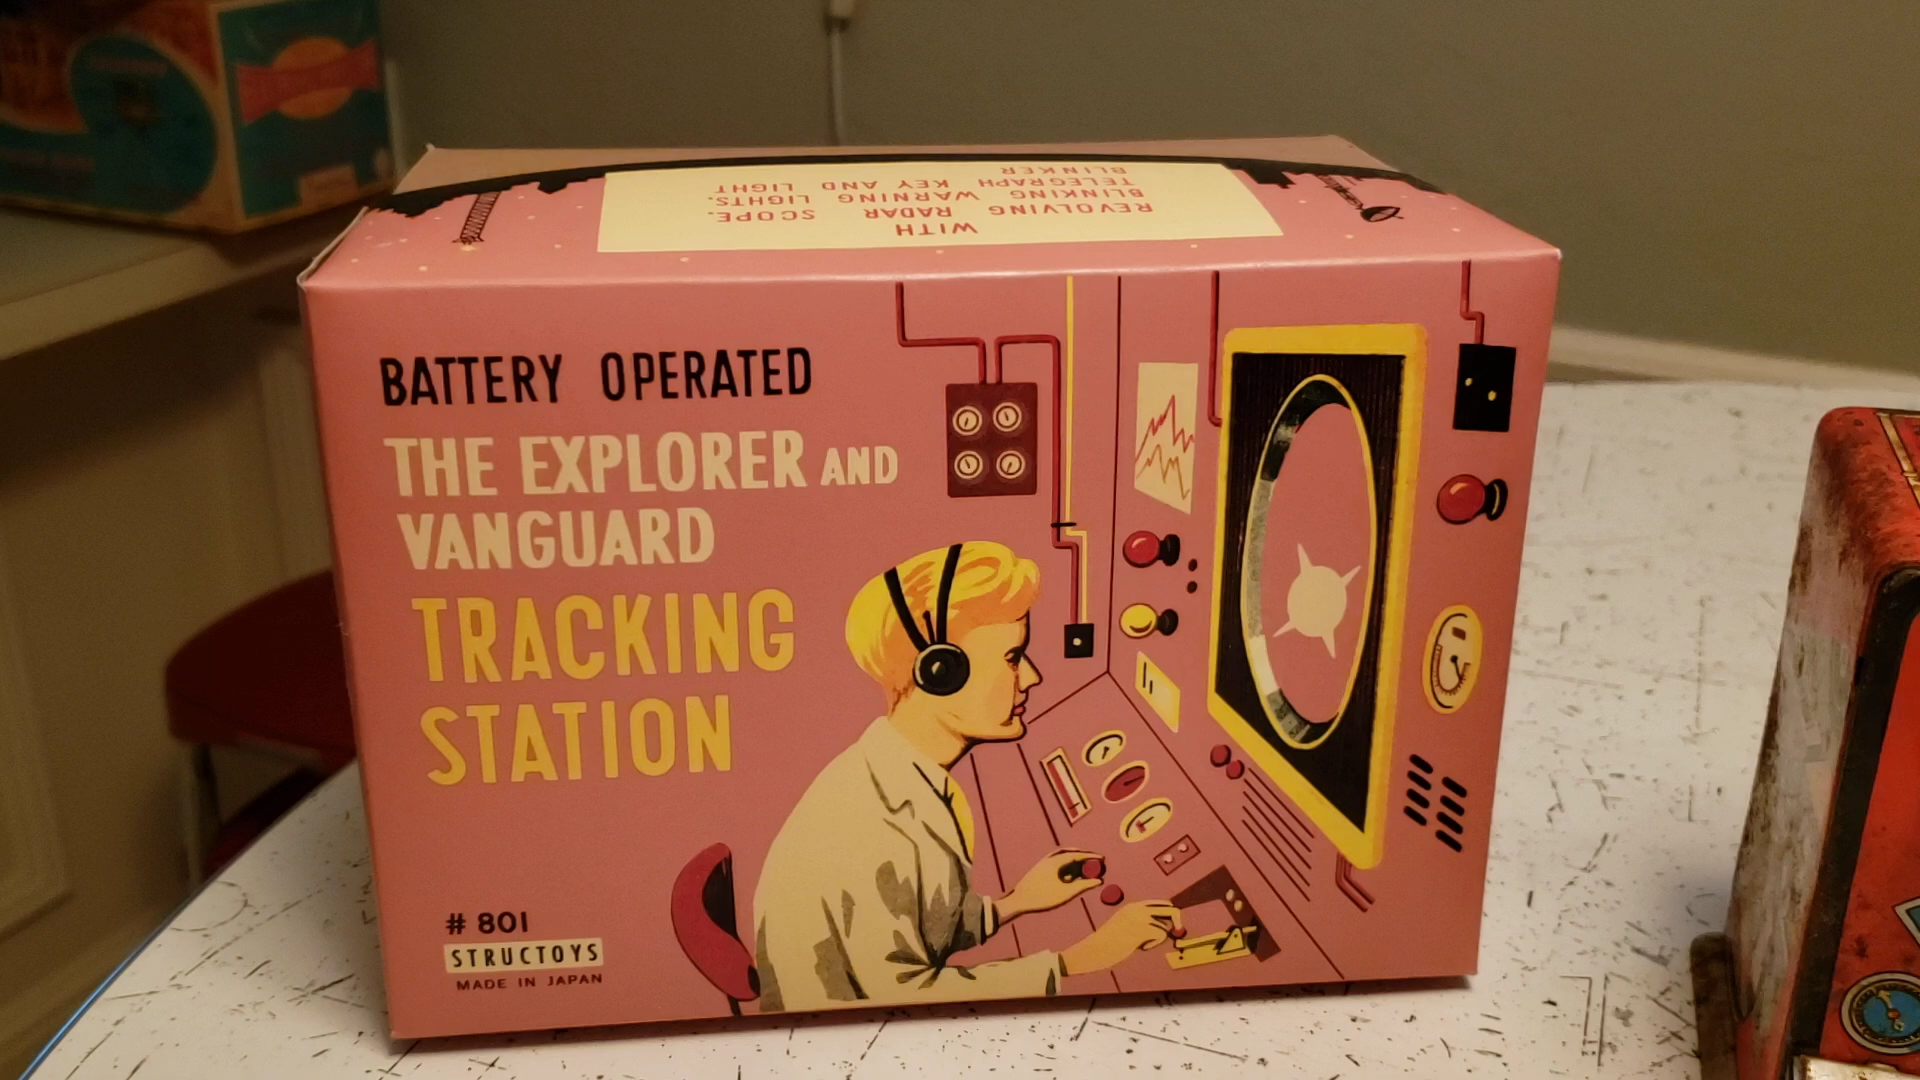 WITH
REVOLVING RADAR SCOPE.
BLINKING WARNING LIGHTS.
TELEGRAPH KEY AND LIGHT
BLINKER
BATTERY OPERATED
THE EXPLORER AND
VANGUARD
TRACKING
STATION
# 801
STRUCTOYS
MADE IN JAPAN